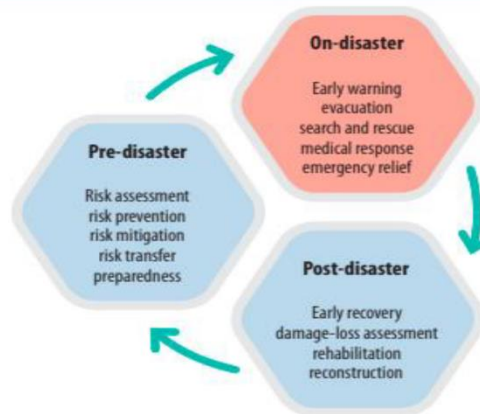 On-disaster
Early warning
evacuation
search and rescue
medical response
emergency relief
Pre-disaster
Risk assessment
risk prevention
risk mitigation
risk transfer
preparedness
Post-disaster
Early recovery
damage-loss assessment
rehabilitation
reconstruction